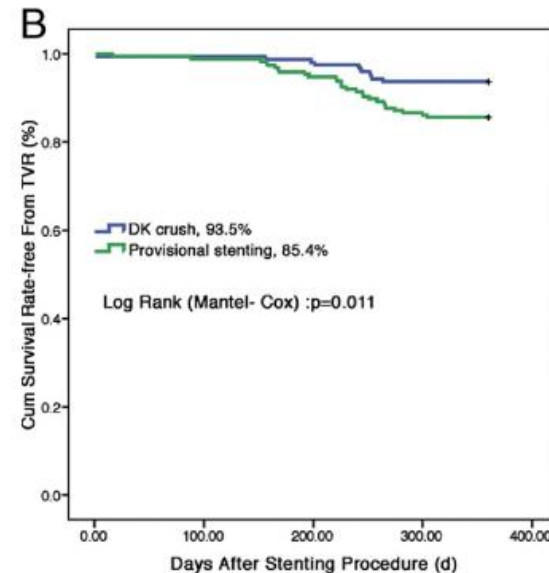 B
Cum Survival Rate-free From TVR (%)
1.0
0.8
0.6
0.4
0.2
0.0
DK crush, 93.5%
Provisional stenting, 85.4%
Log Rank (Mantel- Cox) :p=0.011
0.00 100.00 200.00 300.00 400.00
Days After Stenting Procedure (d)